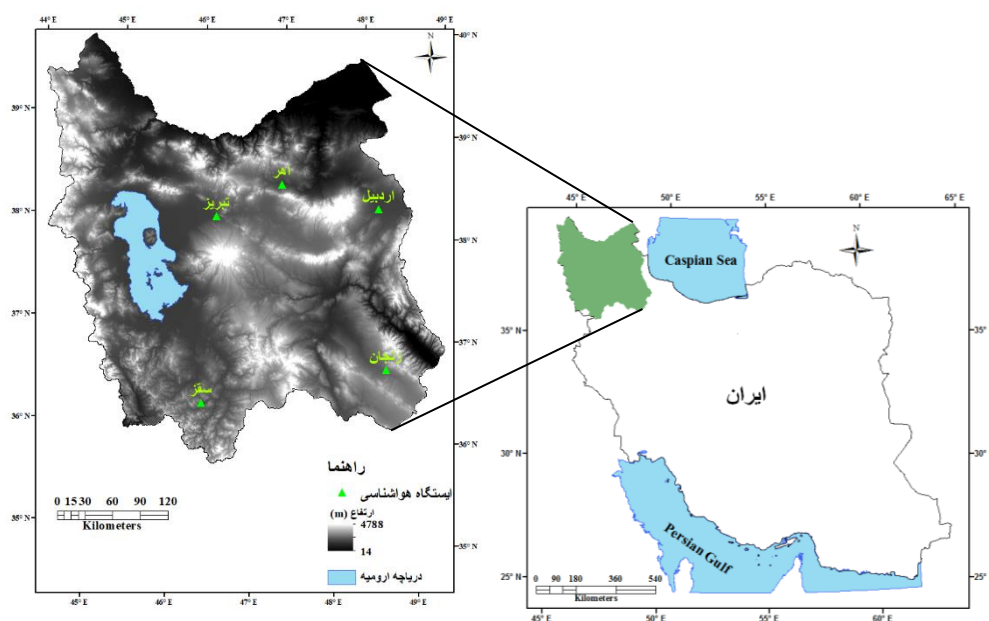 44° E 45° E 46° E 47° E 48° E
N
40° N
39° N
39° N
اهر
اردبیل
تبریز
38° N
38° N
37° N
37° N
زنجان
سقز
36° N
36° N
راهنما
ایستگاه هواشناسی
ارتفاع (m)
4788
14
دریاچه ارومیه
0 15 30 60 90 120
Kilometers
36° N
35° N
45° E 46° E 47° E 48° E 49° E
45° E 50° E 55° E 60° E 65° E
N
Caspian Sea
35° N
35° N
ایران
30° N
30° N
Persian Gulf
25° N
25° N
0 90 180 360 540
Kilometers
45° E 50° E 55° E 60° E